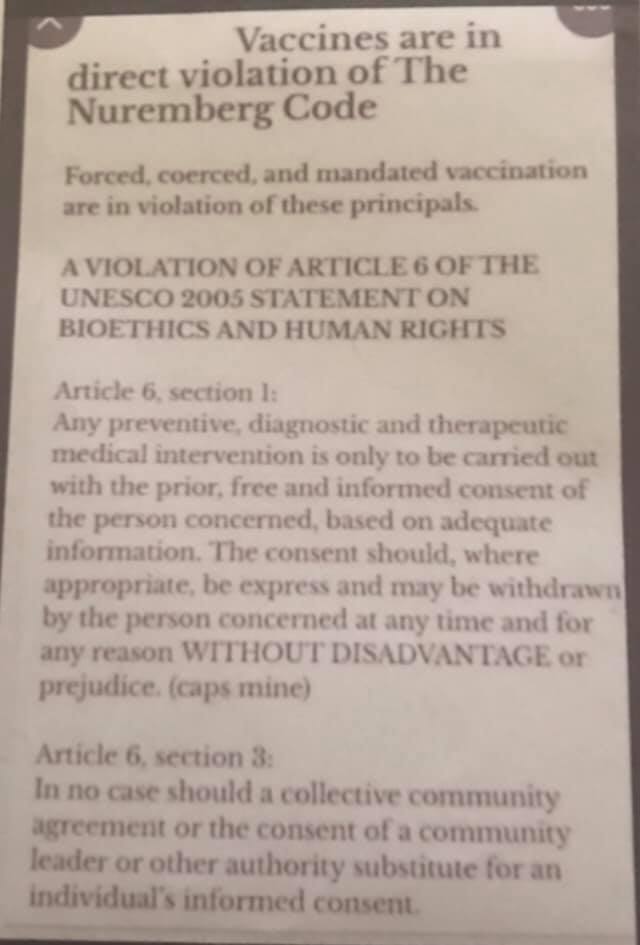 Vaccines are in
direct violation of The
Nuremberg Code
Forced, coerced, and mandated vaccination
are in violation of these principals.
A VIOLATION OF ARTICLE 6 OF THE
UNESCO 2005 STATEMENT ON
BIOETHICS AND HUMAN RIGHTS
Article 6, section 1:
Any preventive, diagnostic and therapeutic
medical intervention is only to be carried out
with the prior, free and informed consent of
the person concerned, based on adequate
information. The consent should, where
appropriate, be express and may be withdrawn
by the person concerned at any time and for
any reason WITHOUT DISADVANTAGE or
prejudice. (caps mine)
Article 6, section 3:
In no case should a collective community
agreement or the consent of a community
leader or other authority substitute for an
individual's informed consent.